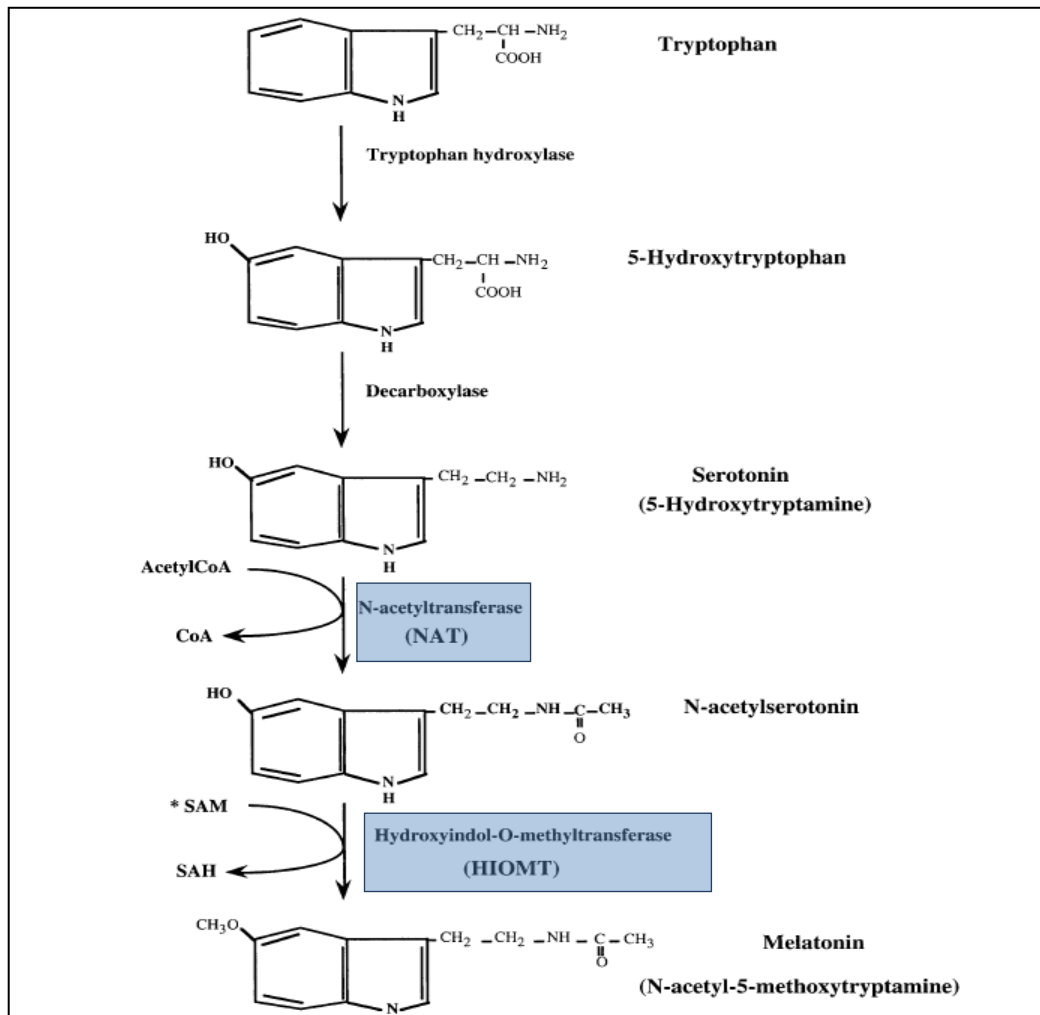 CH2 – CH – NH2
COOH
N
H
Tryptophan
Tryptophan hydroxylase
HO
CH2 – CH – NH2
COOH
N
H
5-Hydroxytryptophan
Decarboxylase
HO
CH2 – CH2 – NH2
N
H
Serotonin
(5-Hydroxytryptamine)
AcetylCoA
CoA
N-acetyltransferase
(NAT)
HO
CH2 – CH2 – NH – C – CH3
O
N
H
N-acetylserotonin
* SAM
SAH
Hydroxyindol-O-methyltransferase
(HIOMT)
CH3O
CH2 – CH2 – NH – C – CH3
O
N
Melatonin
(N-acetyl-5-methoxytryptamine)